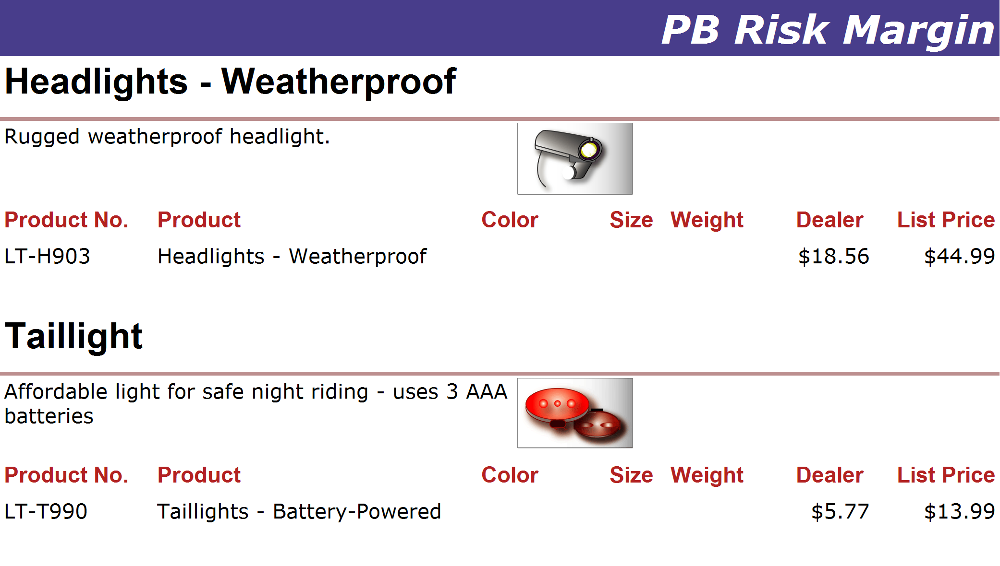 PB Risk Margin
Headlights - Weatherproof
Rugged weatherproof headlight.
Product No. Product Color Size Weight Dealer List Price
LT-H903 Headlights - Weatherproof $18.56 $44.99
Taillight
Affordable light for safe night riding - uses 3 AAA
batteries
Product No. Product Color Size Weight Dealer List Price
LT-T990 Taillights - Battery-Powered $5.77 $13.99